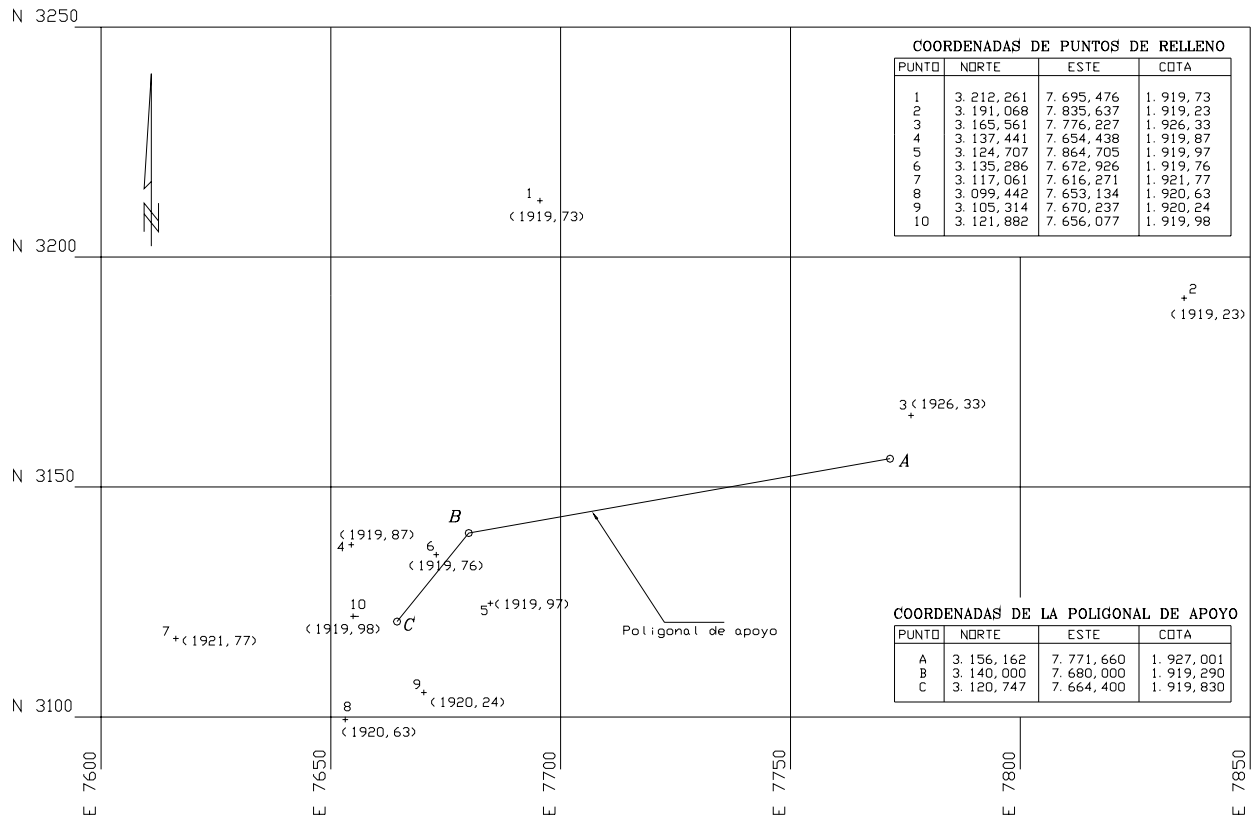 N 3250
COORDENADAS DE PUNTOS DE RELLENO
PUNTO NORTE ESTE COTA
1 3.212,261 7.695,476 1.919,73
2 3.191,068 7.835,637 1.919,23
3 3.165,561 7.776,227 1.926,33
4 3.137,441 7.654,438 1.919,87
5 3.124,707 7.864,705 1.919,97
6 3.135,286 7.672,926 1.919,76
7 3.117,061 7.616,271 1.921,77
8 3.099,442 7.653,134 1.920,63
9 3.105,314 7.670,237 1.920,24
10 3.121,882 7.656,077 1.919,98
N
1
(1919,73)
N 3200
2
(1919,23)
3 (1926,33)
A
N 3150
B
(1919,87)
4
6
(1919,76)
10
(1919,98)
C
5 (1919,97)
7
(1921,77)
Poligonal de apoyo
COORDENADAS DE LA POLIGONAL DE APOYO
PUNTO NORTE ESTE COTA
A 3.156,162 7.771,660 1.927,001
B 3.140,000 7.680,000 1.919,290
C 3.120,747 7.664,400 1.919,830
9
(1920,24)
N 3100
8
(1920,63)
E 7600
E 7650
E 7700
E 7750
E 7800
E 7850